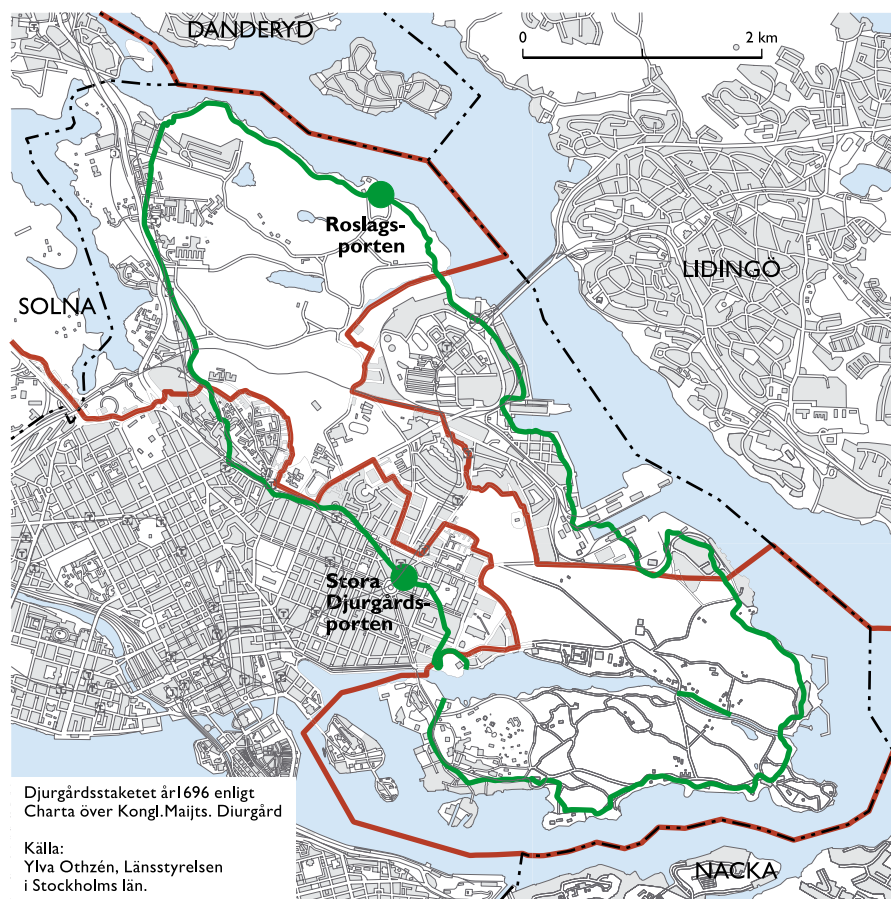 DANDERYD
0 2 km
Roslags-
porten
LIDINGÖ
SOLNA
Stora
Djurgårds-
porten
Djurgårdsstaketet år1696 enligt
Charta över Kongl.Maijts. Diurgård
Källa:
Ylva Othzén, Länsstyrelsen
i Stockholms län.
NACKA